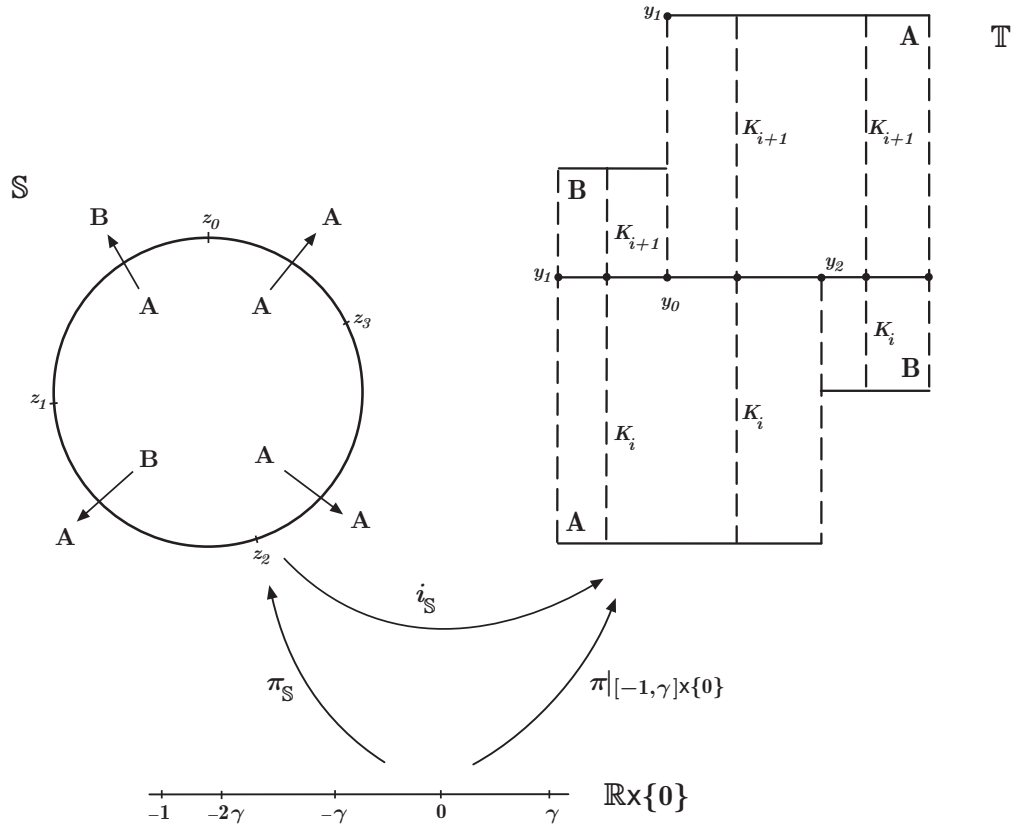 y₁
A
𝕋
K_{i+1} K_{i+1}
𝕊
B
B z₀ A
K_{i+1}
y₁ y₀ y₂
A A
z₃
K_i
B
z₁
K_i K_i
B A
A A
A
z₂
i_𝕊
π_𝕊 π|_{[-1,γ]x{0}}
ℝx{0}
-1 -2γ -γ 0 γ